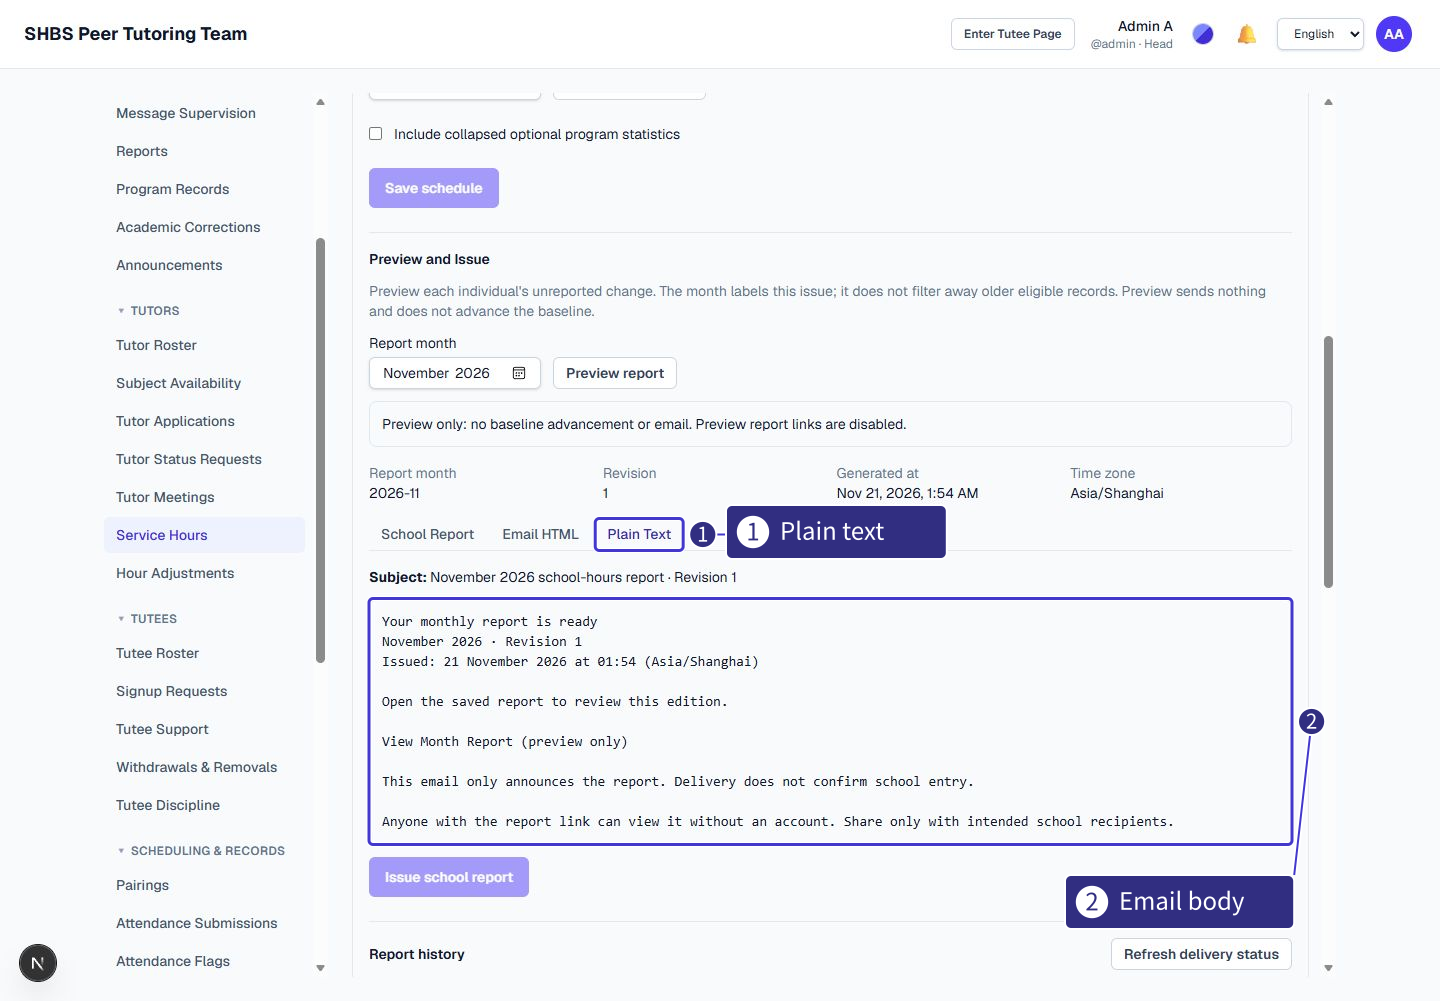 SHBS Peer Tutoring Team
Enter Tutee Page
Admin A
@admin · Head
English
AA
Message Supervision
Reports
Program Records
Academic Corrections
Announcements
TUTORS
Tutor Roster
Subject Availability
Tutor Applications
Tutor Status Requests
Tutor Meetings
Service Hours
Hour Adjustments
TUTEES
Tutee Roster
Signup Requests
Tutee Support
Withdrawals & Removals
Tutee Discipline
SCHEDULING & RECORDS
Pairings
Attendance Submissions
Attendance Flags
N
Include collapsed optional program statistics
Save schedule
Preview and Issue
Preview each individual's unreported change. The month labels this issue; it does not filter away older eligible records. Preview sends nothing
and does not advance the baseline.
Report month
November 2026
Preview report
Preview only: no baseline advancement or email. Preview report links are disabled.
Report month
2026-11
Revision
1
Generated at
Nov 21, 2026, 1:54 AM
Time zone
Asia/Shanghai
School Report
Email HTML
Plain Text
1
1 Plain text
Subject: November 2026 school-hours report · Revision 1
Your monthly report is ready
November 2026 · Revision 1
Issued: 21 November 2026 at 01:54 (Asia/Shanghai)
Open the saved report to review this edition.
View Month Report (preview only)
This email only announces the report. Delivery does not confirm school entry.
Anyone with the report link can view it without an account. Share only with intended school recipients.
2
Issue school report
2 Email body
Report history
Refresh delivery status